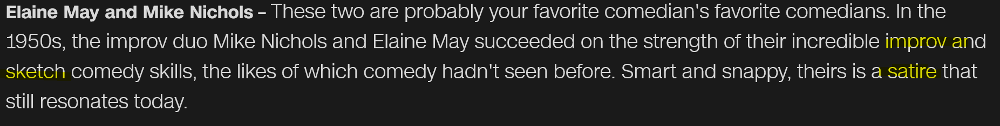 Elaine May and Mike Nichols – These two are probably your favorite comedian's favorite comedians. In the
1950s, the improv duo Mike Nichols and Elaine May succeeded on the strength of their incredible improv and
sketch comedy skills, the likes of which comedy hadn't seen before. Smart and snappy, theirs is a satire that
still resonates today.